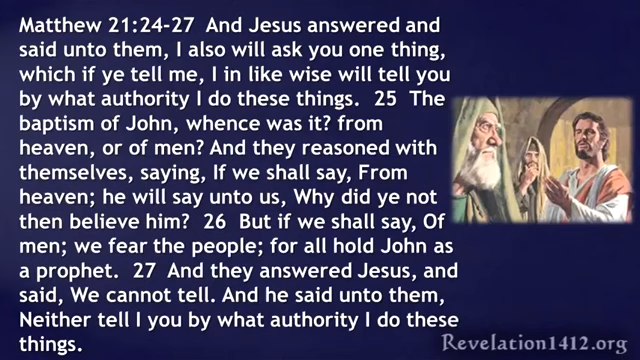 Matthew 21:24-27  And Jesus answered and
said unto them, I also will ask you one thing,
which if ye tell me, I in like wise will tell you
by what authority I do these things.  25  The
baptism of John, whence was it? from
heaven, or of men? And they reasoned with
themselves, saying, If we shall say, From
heaven; he will say unto us, Why did ye not
then believe him?  26  But if we shall say, Of
men; we fear the people; for all hold John as
a prophet.  27  And they answered Jesus, and
said, We cannot tell. And he said unto them,
Neither tell I you by what authority I do these
things.
Revelation1412.org